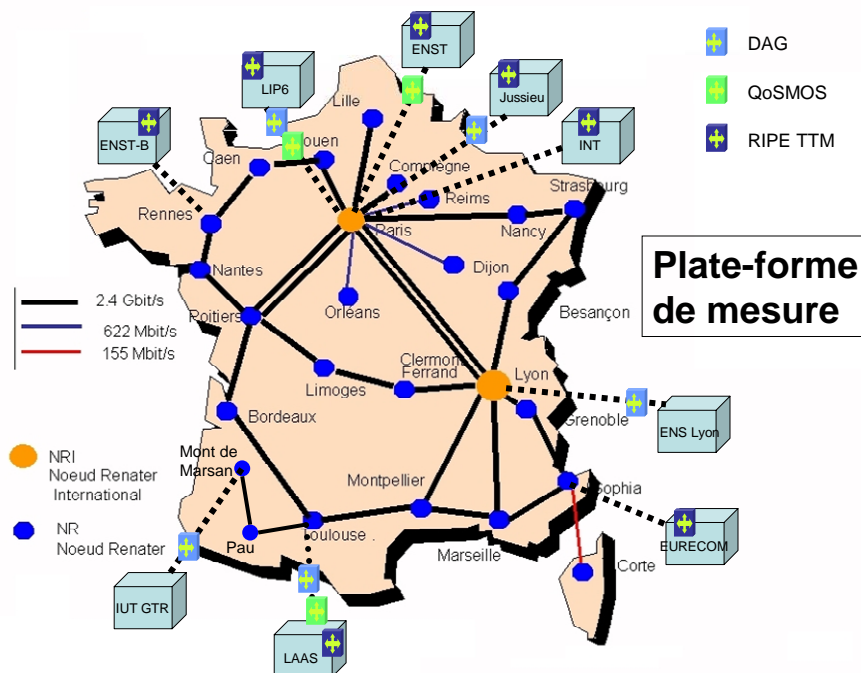 ENST
DAG
LIP6
Jussieu
QoSMOS
Lille
INT
RIPE TTM
ENST-B
ouen
Caen
Compiegne
Reims
Strasbourg
Rennes
Paris
Nancy
Plate-forme
de mesure
Nantes
Dijon
2.4 Gbit/s
Orléans
Besançon
Poitiers
622 Mbit/s
155 Mbit/s
Clermont
Ferrand
Lyon
Limoges
Bordeaux
Grenoble
ENS Lyon
NRI
Noeud Renater
International
Mont de
Marsan
Montpellier
Sophia
NR
Noeud Renater
Pau
Toulouse .
Marseille
EURECOM
Corte
IUT GTR
LAAS